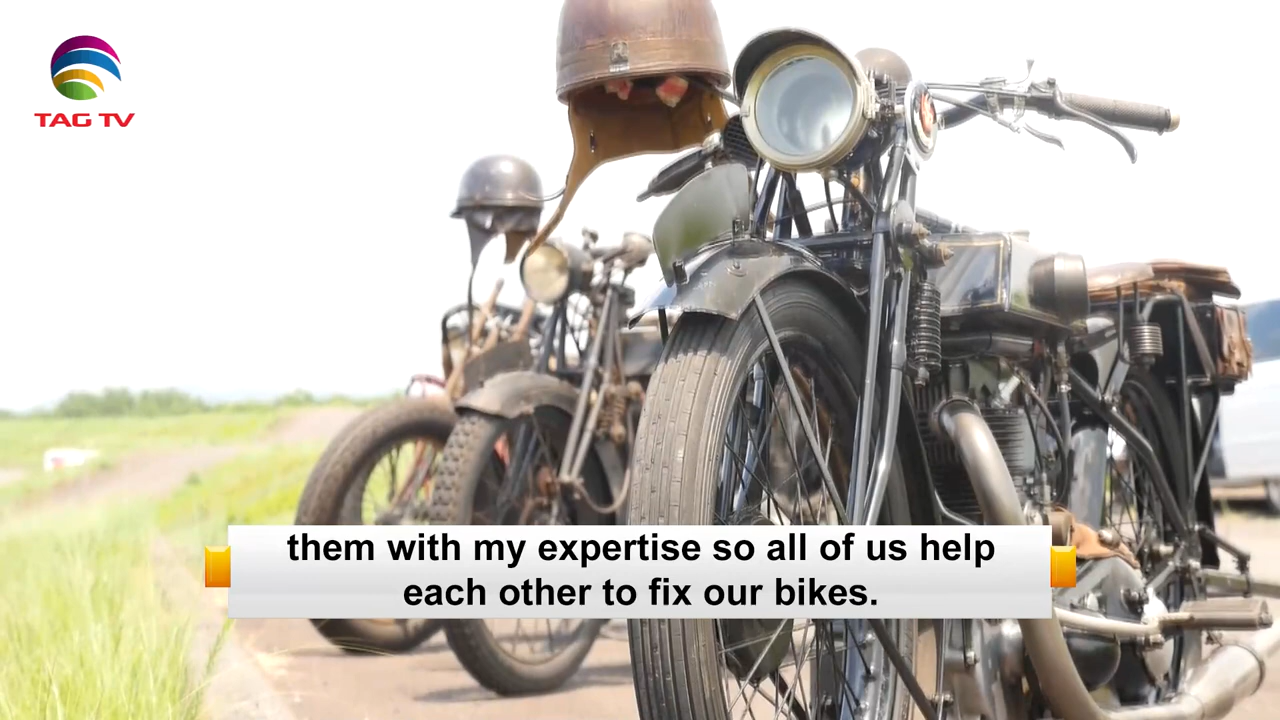 TAG TV
them with my expertise so all of us help
each other to fix our bikes.